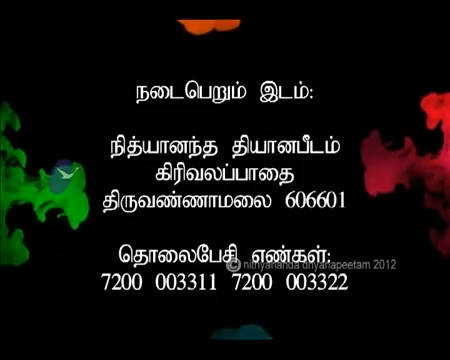 நடைபெறும் இடம்:
நித்யானந்த தியானபீடம்
கிரிவலப்பாதை
திருவண்ணாமலை 606601
தொலைபேசி எண்கள்:
© nithyananda dhyanapeetam 2012
7200 003311 7200 003322